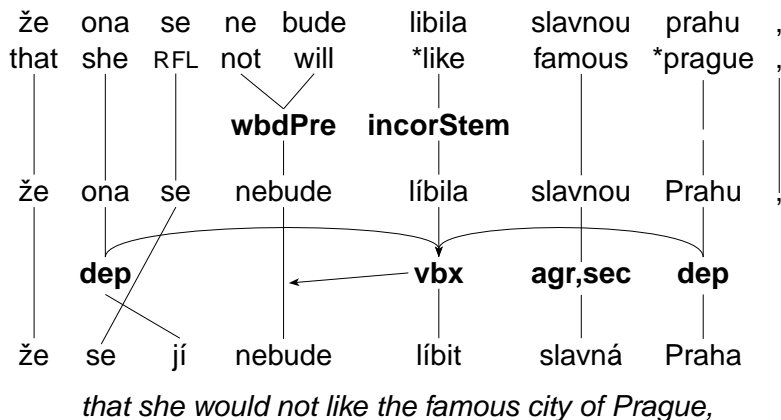 že ona se ne bude libila slavnou prahu ,
that she RFL not will *like famous *prague ,
wbdPre incorStem
že ona se nebude líbila slavnou Prahu ,
dep vbx agr,sec dep
že se jí nebude líbit slavná Praha
that she would not like the famous city of Prague,